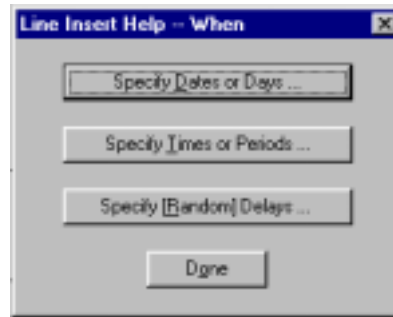 Line Insert Help -- When
Specify Dates or Days ...
Specify Times or Periods ...
Specify [Random] Delays ...
Done